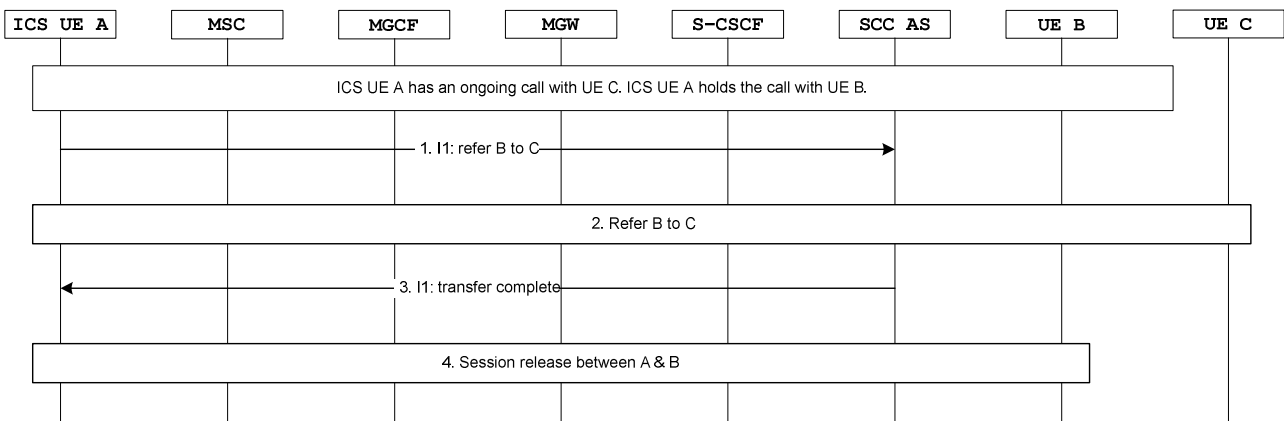 ICS UE A
MSC
MGCF
MGW
S-CSCF
SCC AS
UE B
UE C
ICS UE A has an ongoing call with UE C. ICS UE A holds the call with UE B.
1. I1: refer B to C
2. Refer B to C
3. I1: transfer complete
4. Session release between A & B